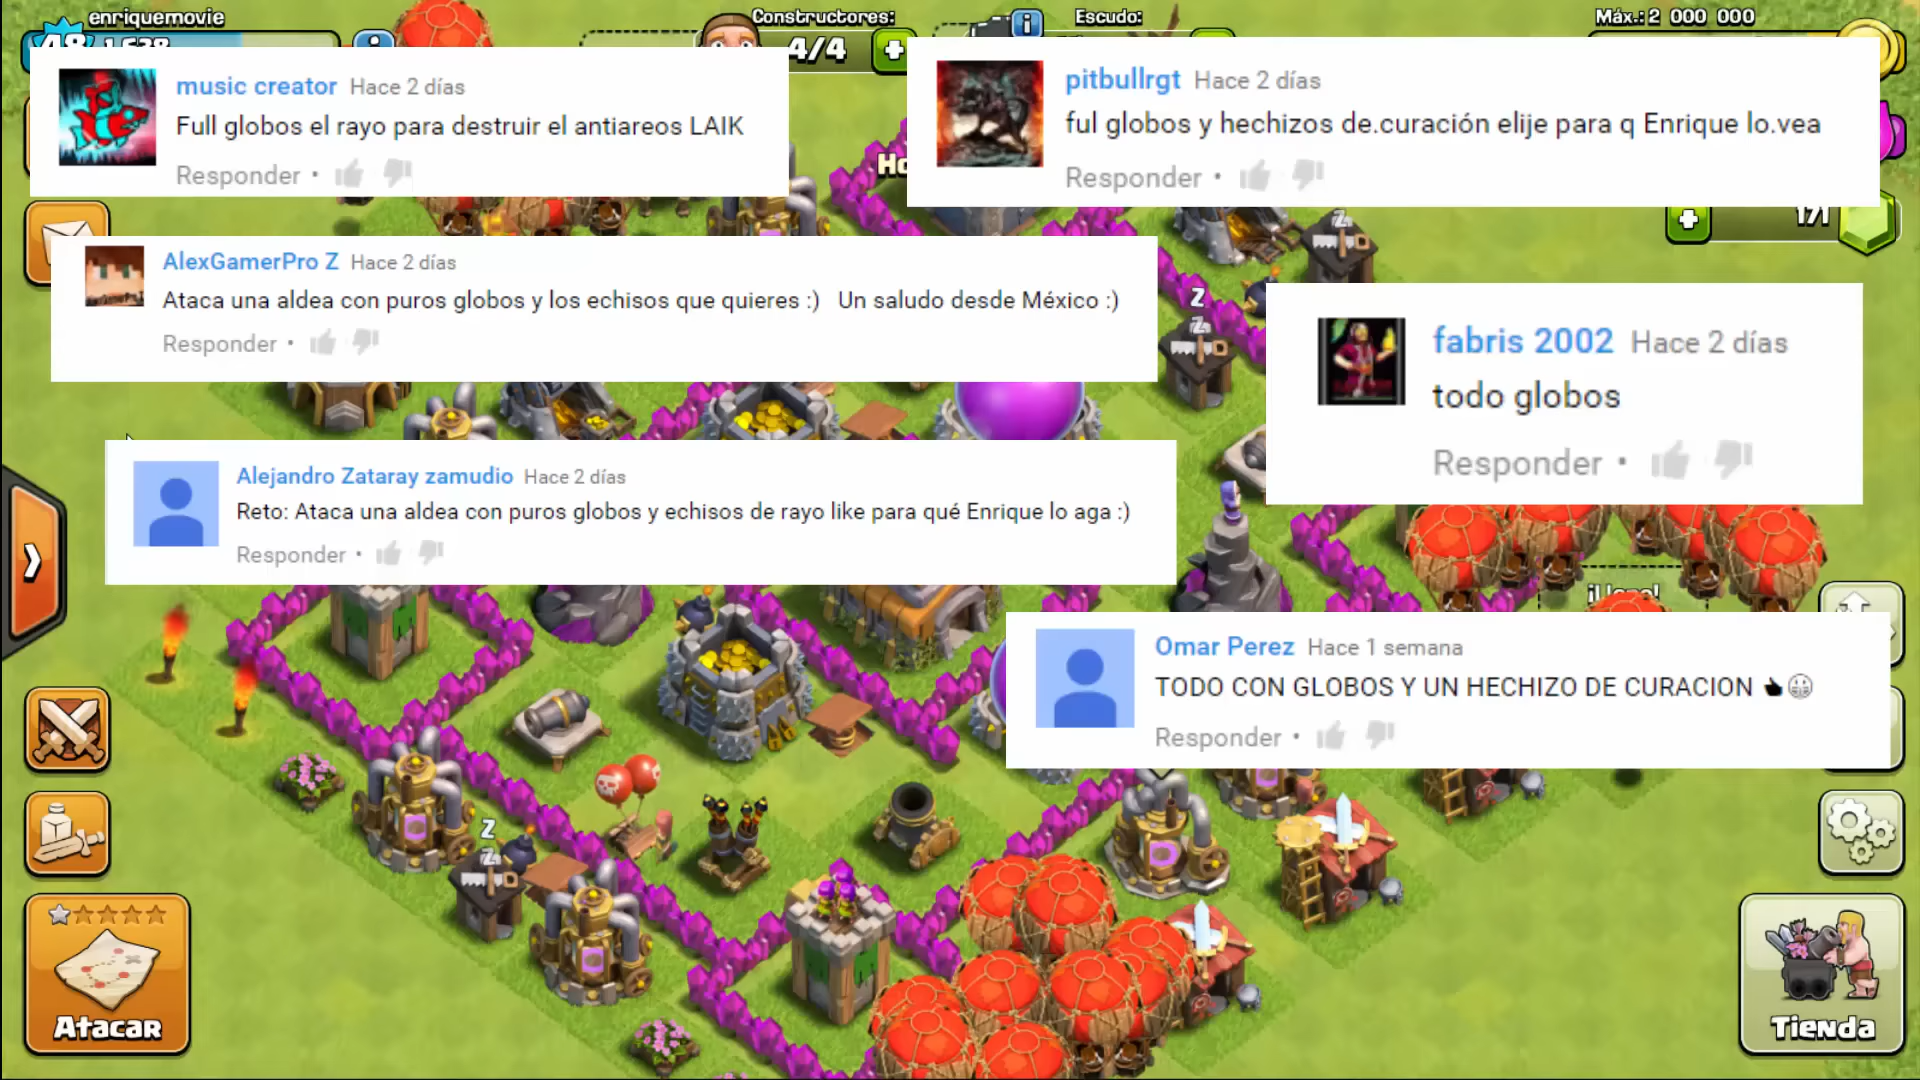 enriquemovie
Constructores:
Escudo:
Máx.: 2 000 000
48
4/4
music creator Hace 2 días
Full globos el rayo para destruir el antiareos LAIK
Responder •
pitbullrgt Hace 2 días
ful globos y hechizos de.curación elije para q Enrique lo.vea
Responder •
171
AlexGamerPro Z Hace 2 días
Ataca una aldea con puros globos y los echisos que quieres :) Un saludo desde México :)
Responder •
fabris 2002 Hace 2 días
todo globos
Responder •
Alejandro Zataray zamudio Hace 2 días
Reto: Ataca una aldea con puros globos y echisos de rayo like para qué Enrique lo aga :)
Responder •
Omar Perez Hace 1 semana
TODO CON GLOBOS Y UN HECHIZO DE CURACION 👍😁
Responder •
Atacar
Tienda